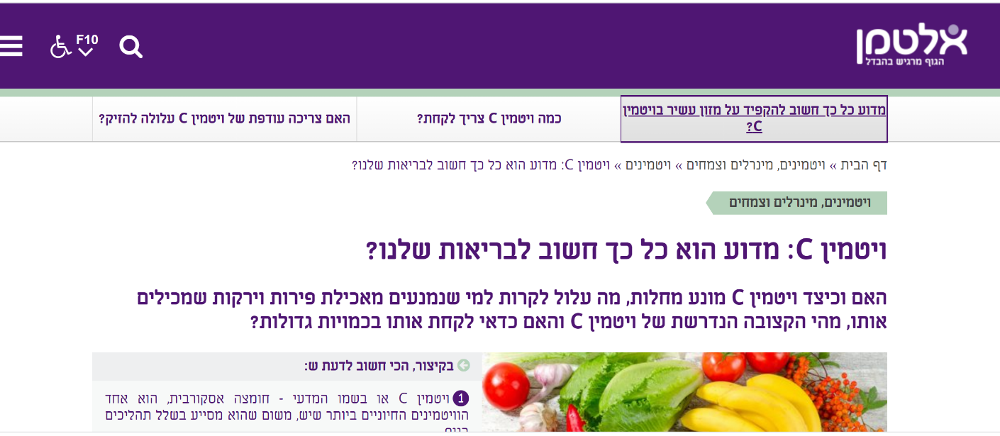 אלטמן
הגוף מרגיש בהבדל
F10
מדוע כל כך חשוב להקפיד על מזון עשיר בויטמין
C?
כמה ויטמין C צריך לקחת?
האם צריכה עודפת של ויטמין C עלולה להזיק?
דף הבית » ויטמינים, מינרלים וצמחים » ויטמינים » ויטמין C: מדוע הוא כל כך חשוב לבריאות שלנו?
ויטמינים, מינרלים וצמחים
ויטמין C: מדוע הוא כל כך חשוב לבריאות שלנו?
האם וכיצד ויטמין C מונע מחלות, מה עלול לקרות למי שנמנעים מאכילת פירות וירקות שמכילים
אותו, מהי הקצובה הנדרשת של ויטמין C והאם כדאי לקחת אותו בכמויות גדולות?
בקיצור, הכי חשוב לדעת ש:
1 ויטמין C או בשמו המדעי - חומצה אסקורבית, הוא אחד
הוויטמינים החיוניים ביותר שיש, משום שהוא מסייע בשלל תהליכים